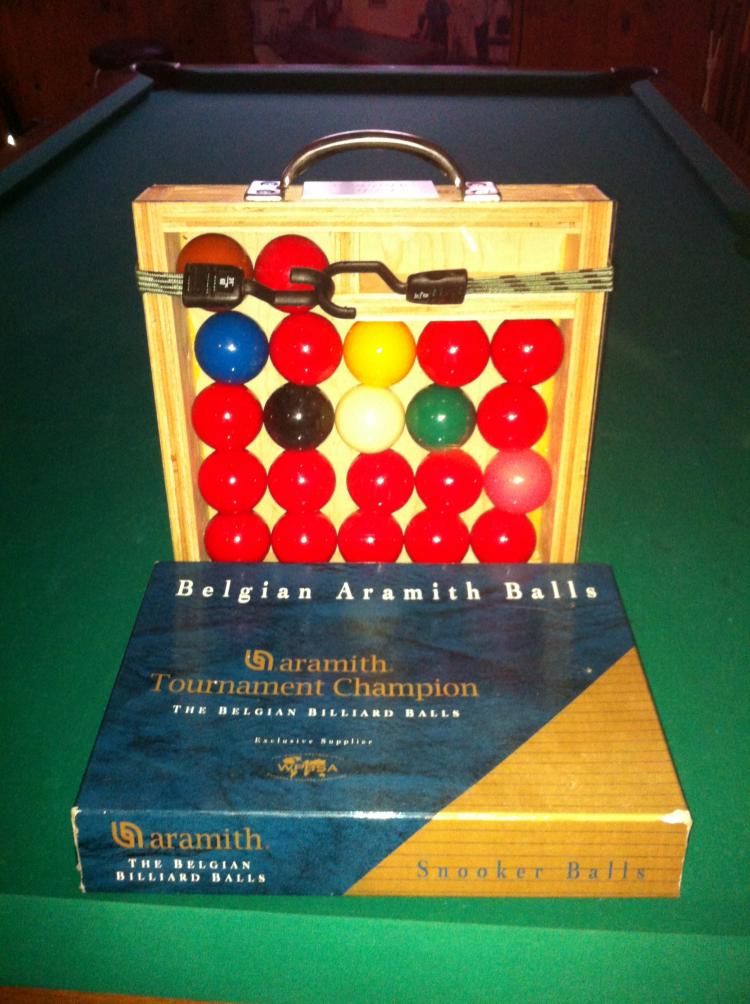 Belgian Aramith Balls
aramith
Tournament Champion
THE BELGIAN BILLIARD BALLS
Exclusive Supplier
WPBSA
aramith
THE BELGIAN
BILLIARD BALLS
Snooker Balls